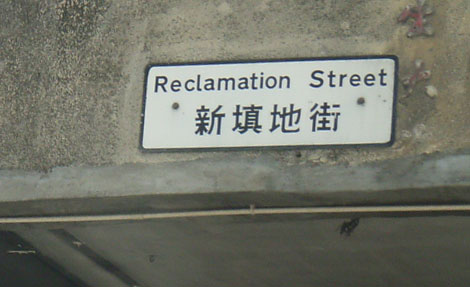 Reclamation Street
新填地街